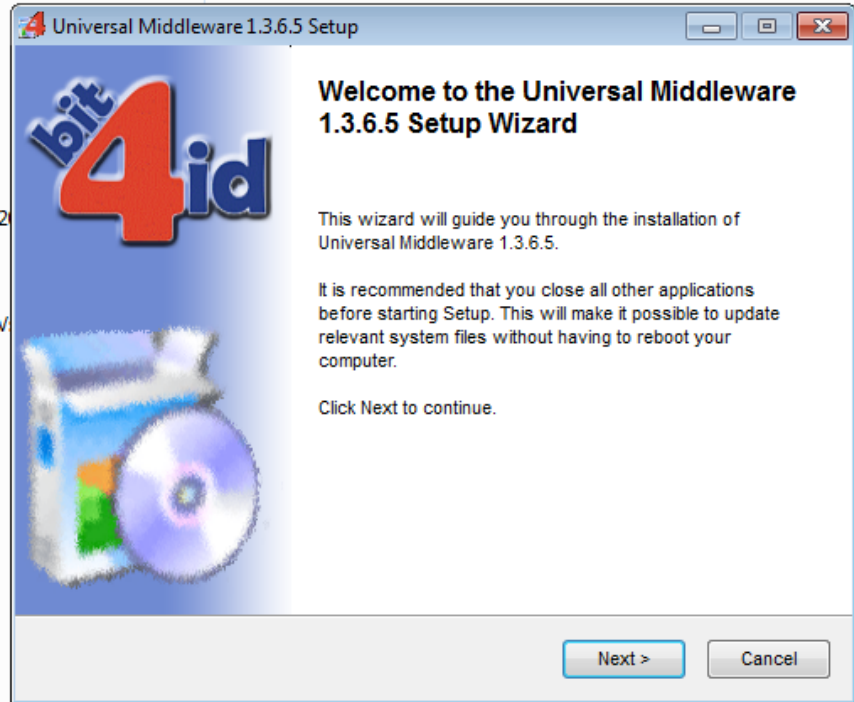 Universal Middleware 1.3.6.5 Setup
bit
4
id
Welcome to the Universal Middleware
1.3.6.5 Setup Wizard
This wizard will guide you through the installation of
Universal Middleware 1.3.6.5.
It is recommended that you close all other applications
before starting Setup. This will make it possible to update
relevant system files without having to reboot your
computer.
Click Next to continue.
Next >
Cancel